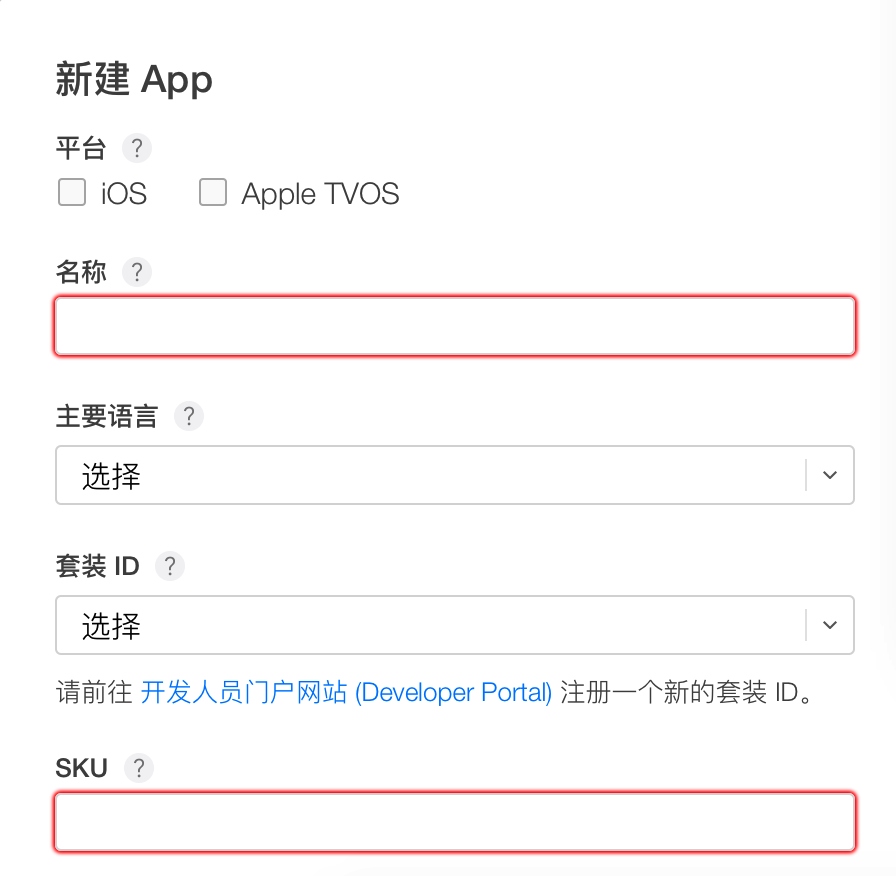 新建 App
平台 ?
iOS Apple TVOS
名称 ?
主要语言 ?
选择
套装 ID ?
选择
请前往 开发人员门户网站 (Developer Portal) 注册一个新的套装 ID。
SKU ?